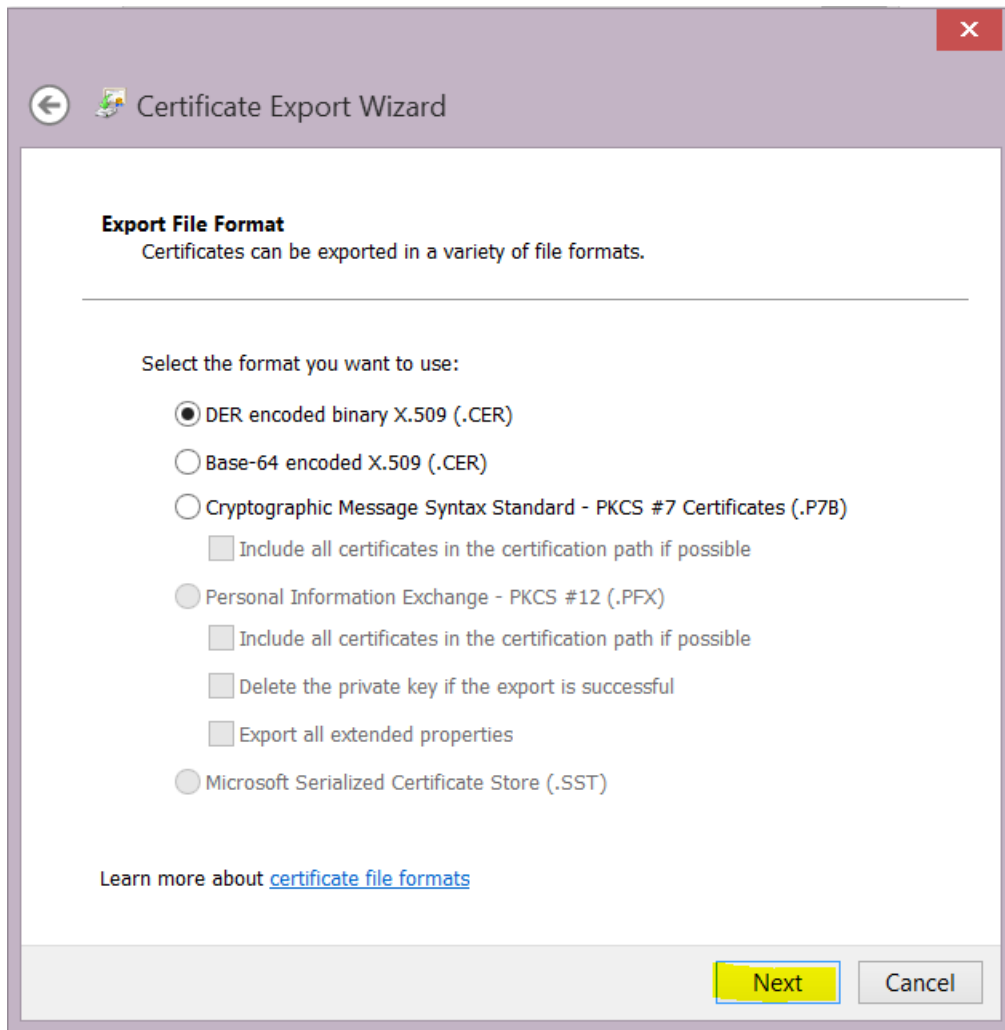 Certificate Export Wizard
Export File Format
Certificates can be exported in a variety of file formats.
Select the format you want to use:
DER encoded binary X.509 (.CER)
Base-64 encoded X.509 (.CER)
Cryptographic Message Syntax Standard - PKCS #7 Certificates (.P7B)
Include all certificates in the certification path if possible
Personal Information Exchange - PKCS #12 (.PFX)
Include all certificates in the certification path if possible
Delete the private key if the export is successful
Export all extended properties
Microsoft Serialized Certificate Store (.SST)
Learn more about certificate file formats
Next Cancel